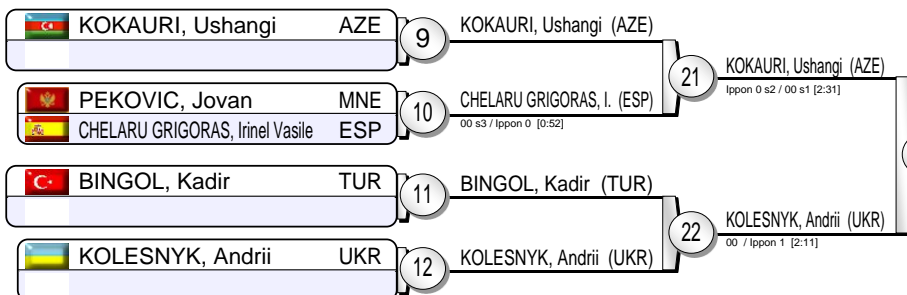 KOKAURI, Ushangi AZE
9
KOKAURI, Ushangi (AZE)
21
KOKAURI, Ushangi (AZE)
Ippon 0 s2 / 00 s1 [2:31]
PEKOVIC, Jovan MNE
CHELARU GRIGORAS, Irinel Vasile ESP
10
CHELARU GRIGORAS, I. (ESP)
00 s3 / Ippon 0 [0:52]
BINGOL, Kadir TUR
11
BINGOL, Kadir (TUR)
22
KOLESNYK, Andrii (UKR)
00 / Ippon 1 [2:11]
KOLESNYK, Andrii UKR
12
KOLESNYK, Andrii (UKR)